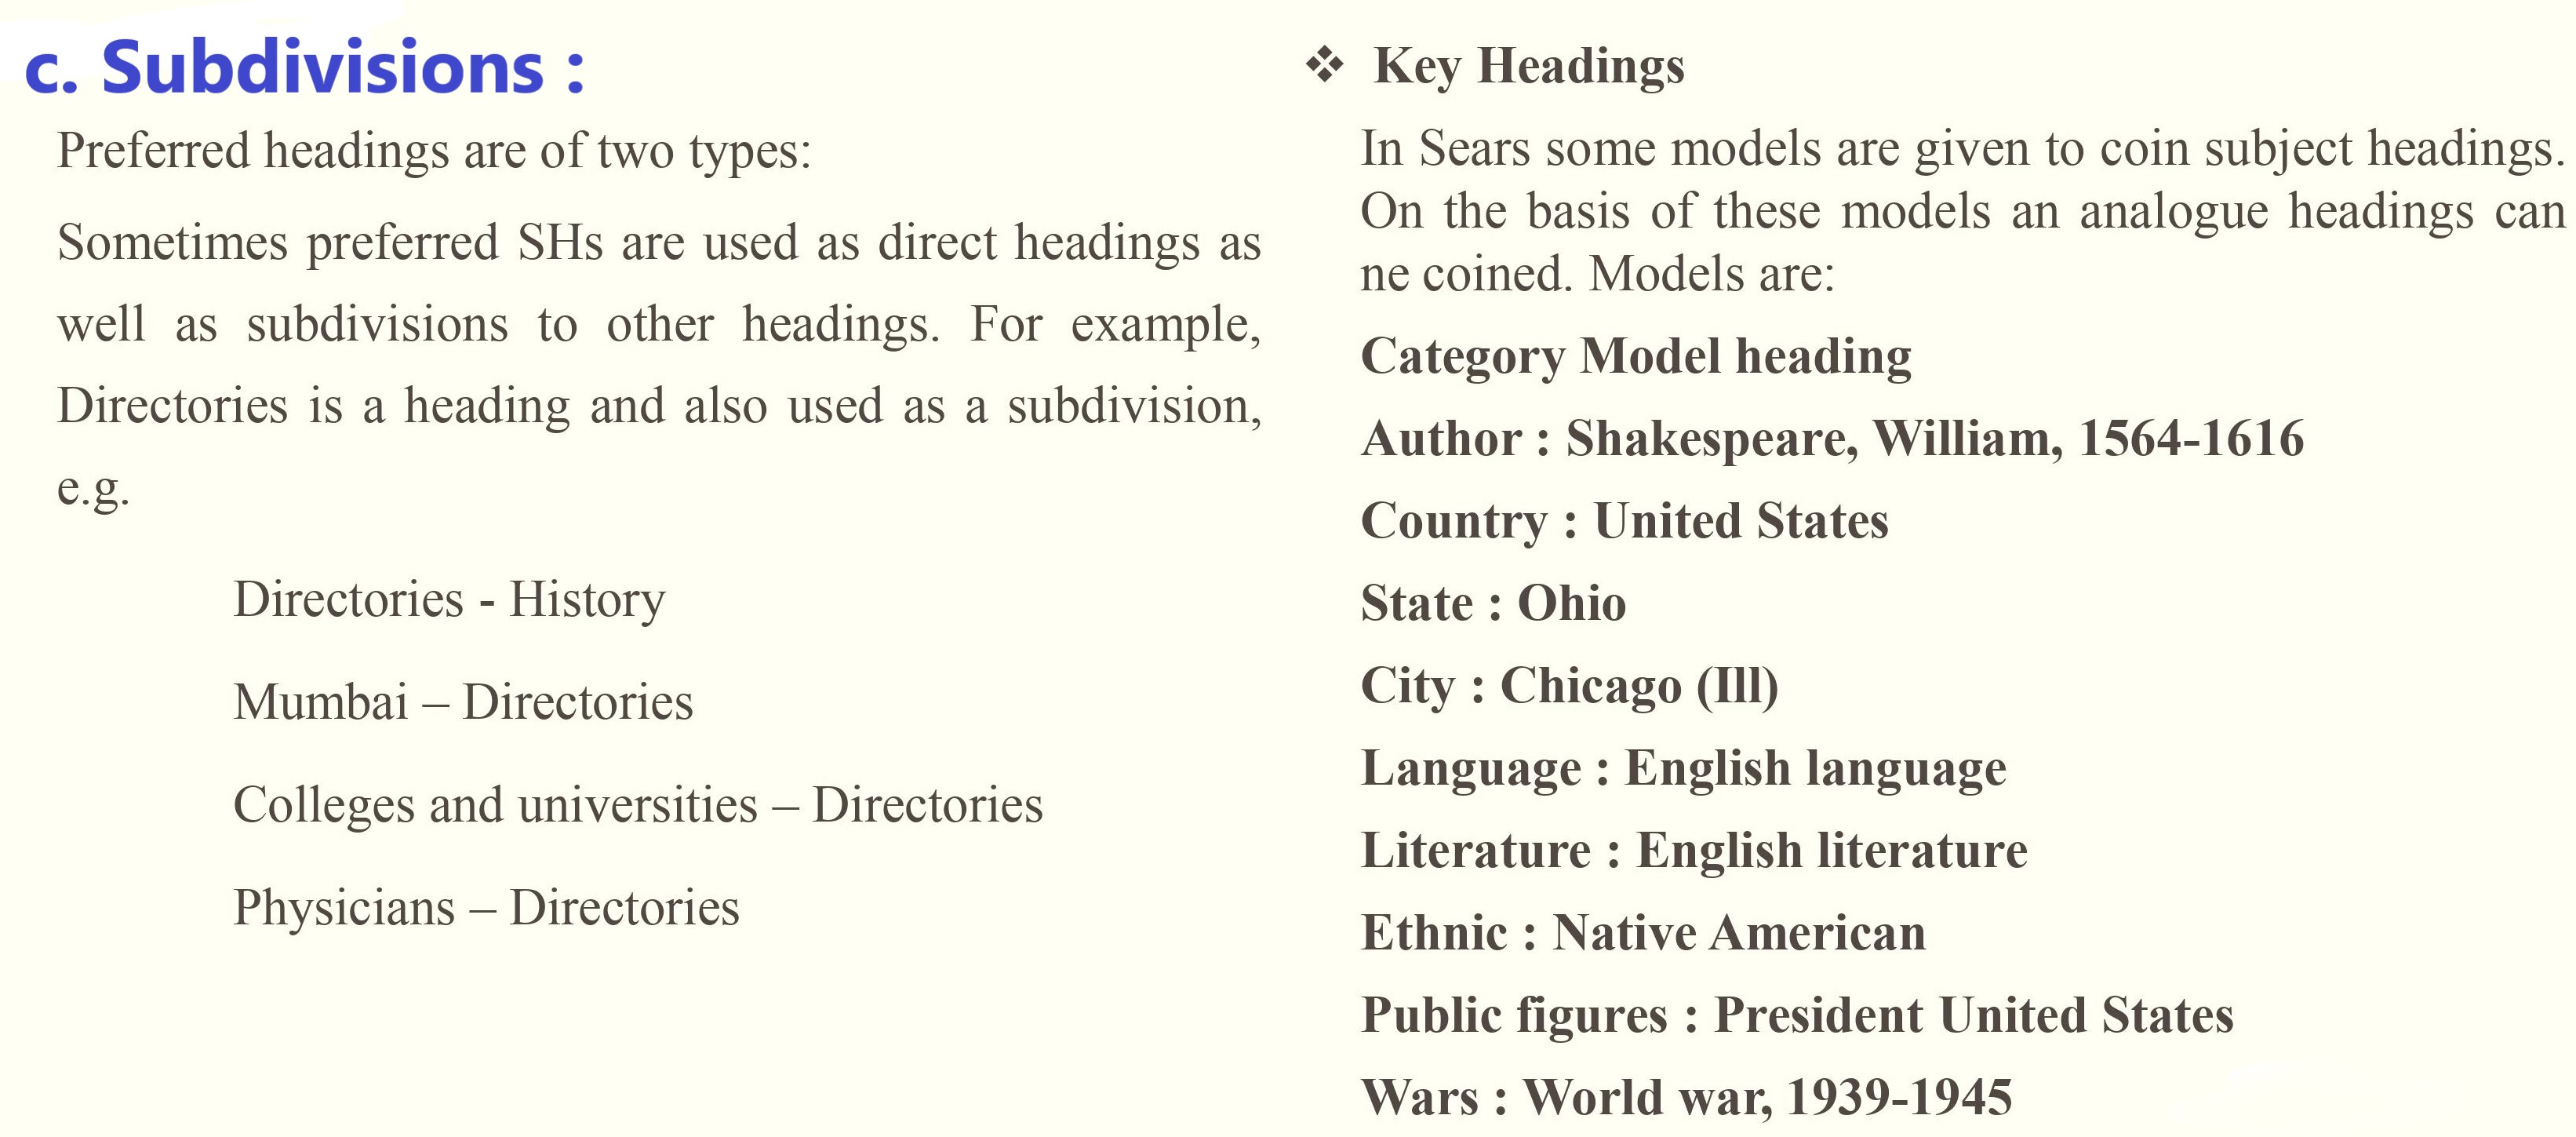 c. Subdivisions :
Preferred headings are of two types:
Sometimes preferred SHs are used as direct headings as
well as subdivisions to other headings. For example,
Directories is a heading and also used as a subdivision,
e.g.
Directories - History
Mumbai – Directories
Colleges and universities – Directories
Physicians – Directories
❖ Key Headings
In Sears some models are given to coin subject headings.
On the basis of these models an analogue headings can
ne coined. Models are:
Category Model heading
Author : Shakespeare, William, 1564-1616
Country : United States
State : Ohio
City : Chicago (Ill)
Language : English language
Literature : English literature
Ethnic : Native American
Public figures : President United States
Wars : World war, 1939-1945